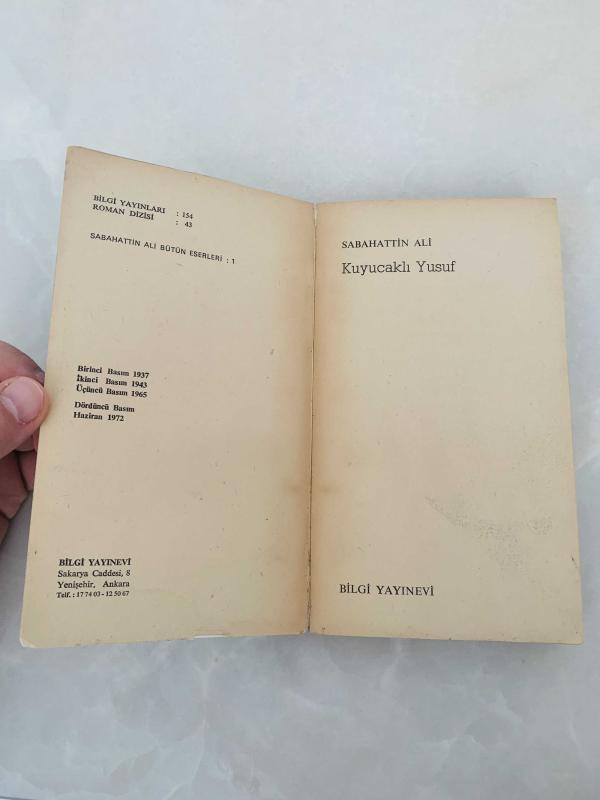 BİLGİ YAYINLARI : 154
ROMAN DİZİSİ : 43
SABAHATTİN ALİ BÜTÜN ESERLERİ : 1
Birinci Basım 1937
İkinci Basım 1943
Üçüncü Basım 1965
Dördüncü Basım
Haziran 1972
BİLGİ YAYINEVİ
Sakarya Caddesi, 8
Yenişehir, Ankara
Telf. : 17 74 03 - 12 50 67
SABAHATTİN ALİ
Kuyucaklı Yusuf
BİLGİ YAYINEVİ